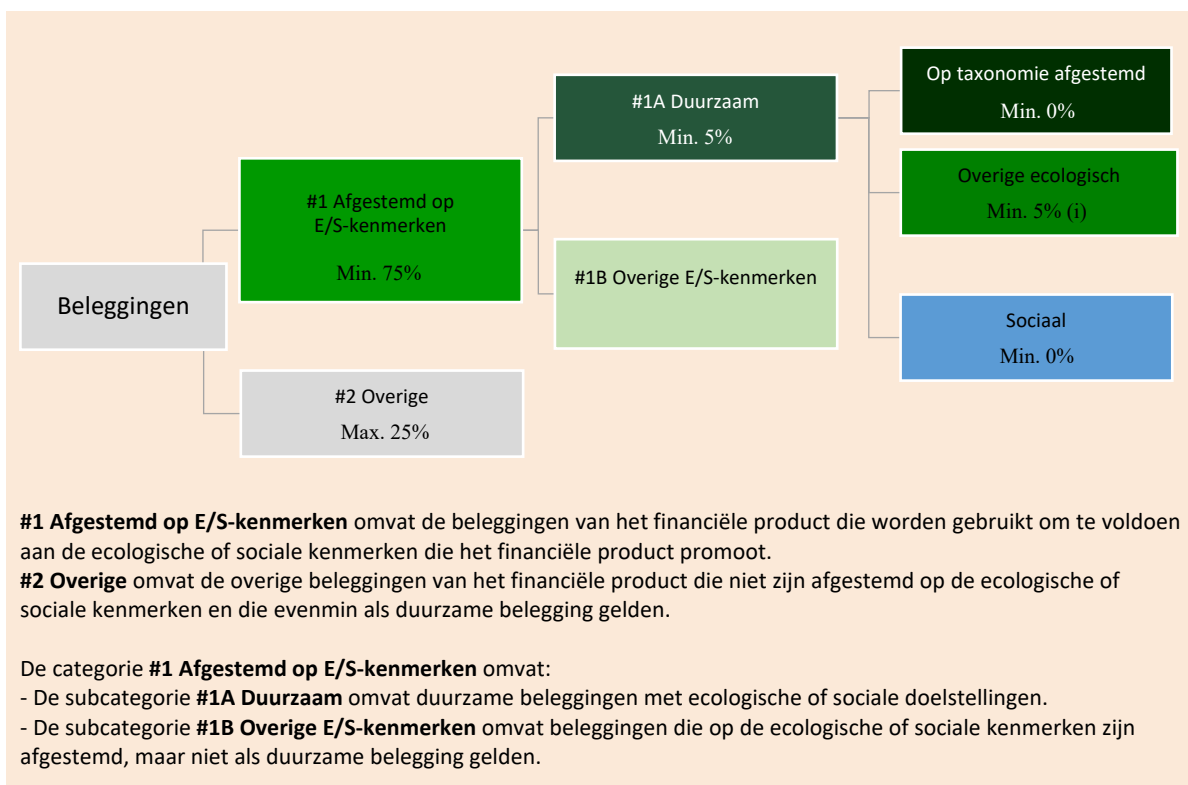 Beleggingen
#1 Afgestemd op
E/S-kenmerken
Min. 75%
#2 Overige
Max. 25%
#1A Duurzaam
Min. 5%
#1B Overige E/S-kenmerken
Op taxonomie afgestemd
Min. 0%
Overige ecologisch
Min. 5% (i)
Sociaal
Min. 0%
#1 Afgestemd op E/S-kenmerken omvat de beleggingen van het financiële product die worden gebruikt om te voldoen
aan de ecologische of sociale kenmerken die het financiële product promoot.
#2 Overige omvat de overige beleggingen van het financiële product die niet zijn afgestemd op de ecologische of
sociale kenmerken en die evenmin als duurzame belegging gelden.
De categorie #1 Afgestemd op E/S-kenmerken omvat:
- De subcategorie #1A Duurzaam omvat duurzame beleggingen met ecologische of sociale doelstellingen.
- De subcategorie #1B Overige E/S-kenmerken omvat beleggingen die op de ecologische of sociale kenmerken zijn
afgestemd, maar niet als duurzame belegging gelden.